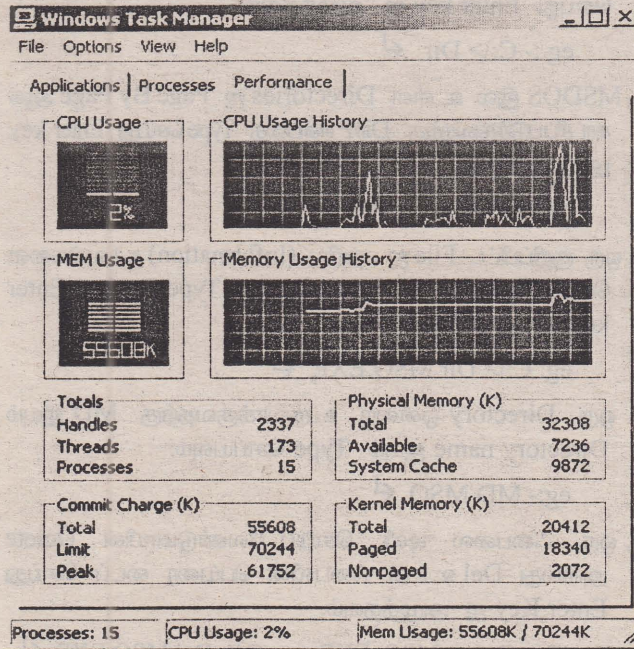 Windows Task Manager
File Options View Help
Applications Processes Performance
CPU Usage
CPU Usage History
2%
MEM Usage
Memory Usage History
55608K
Totals
Handles 2337
Threads 173
Processes 15
Physical Memory (K)
Total 32308
Available 7236
System Cache 9872
Commit Charge (K)
Total 55608
Limit 70244
Peak 61752
Kernel Memory (K)
Total 20412
Paged 18340
Nonpaged 2072
Processes: 15 CPU Usage: 2% Mem Usage: 55608K / 70244K